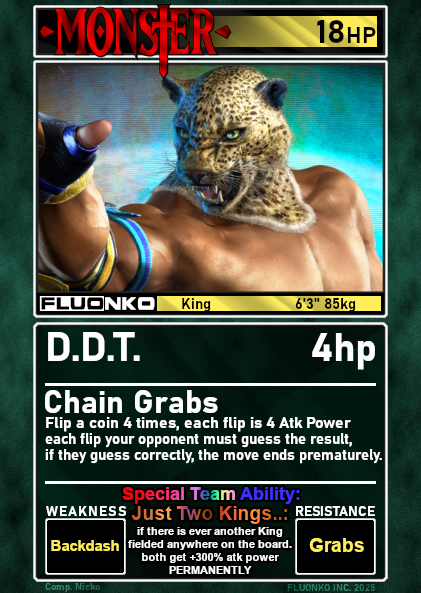 MONSTER
18HP
FLUONKO King 6'3" 85kg
D.D.T. 4hp
Chain Grabs
Flip a coin 4 times, each flip is 4 Atk Power
each flip your opponent must guess the result,
if they guess correctly, the move ends prematurely.
Special Team Ability:
Just Two Kings..:
WEAKNESS
Backdash
if there is ever another King
fielded anywhere on the board.
both get +300% atk power
PERMANENTLY
RESISTANCE
Grabs
Comp. Nicko
FLUONKO INC. 2025